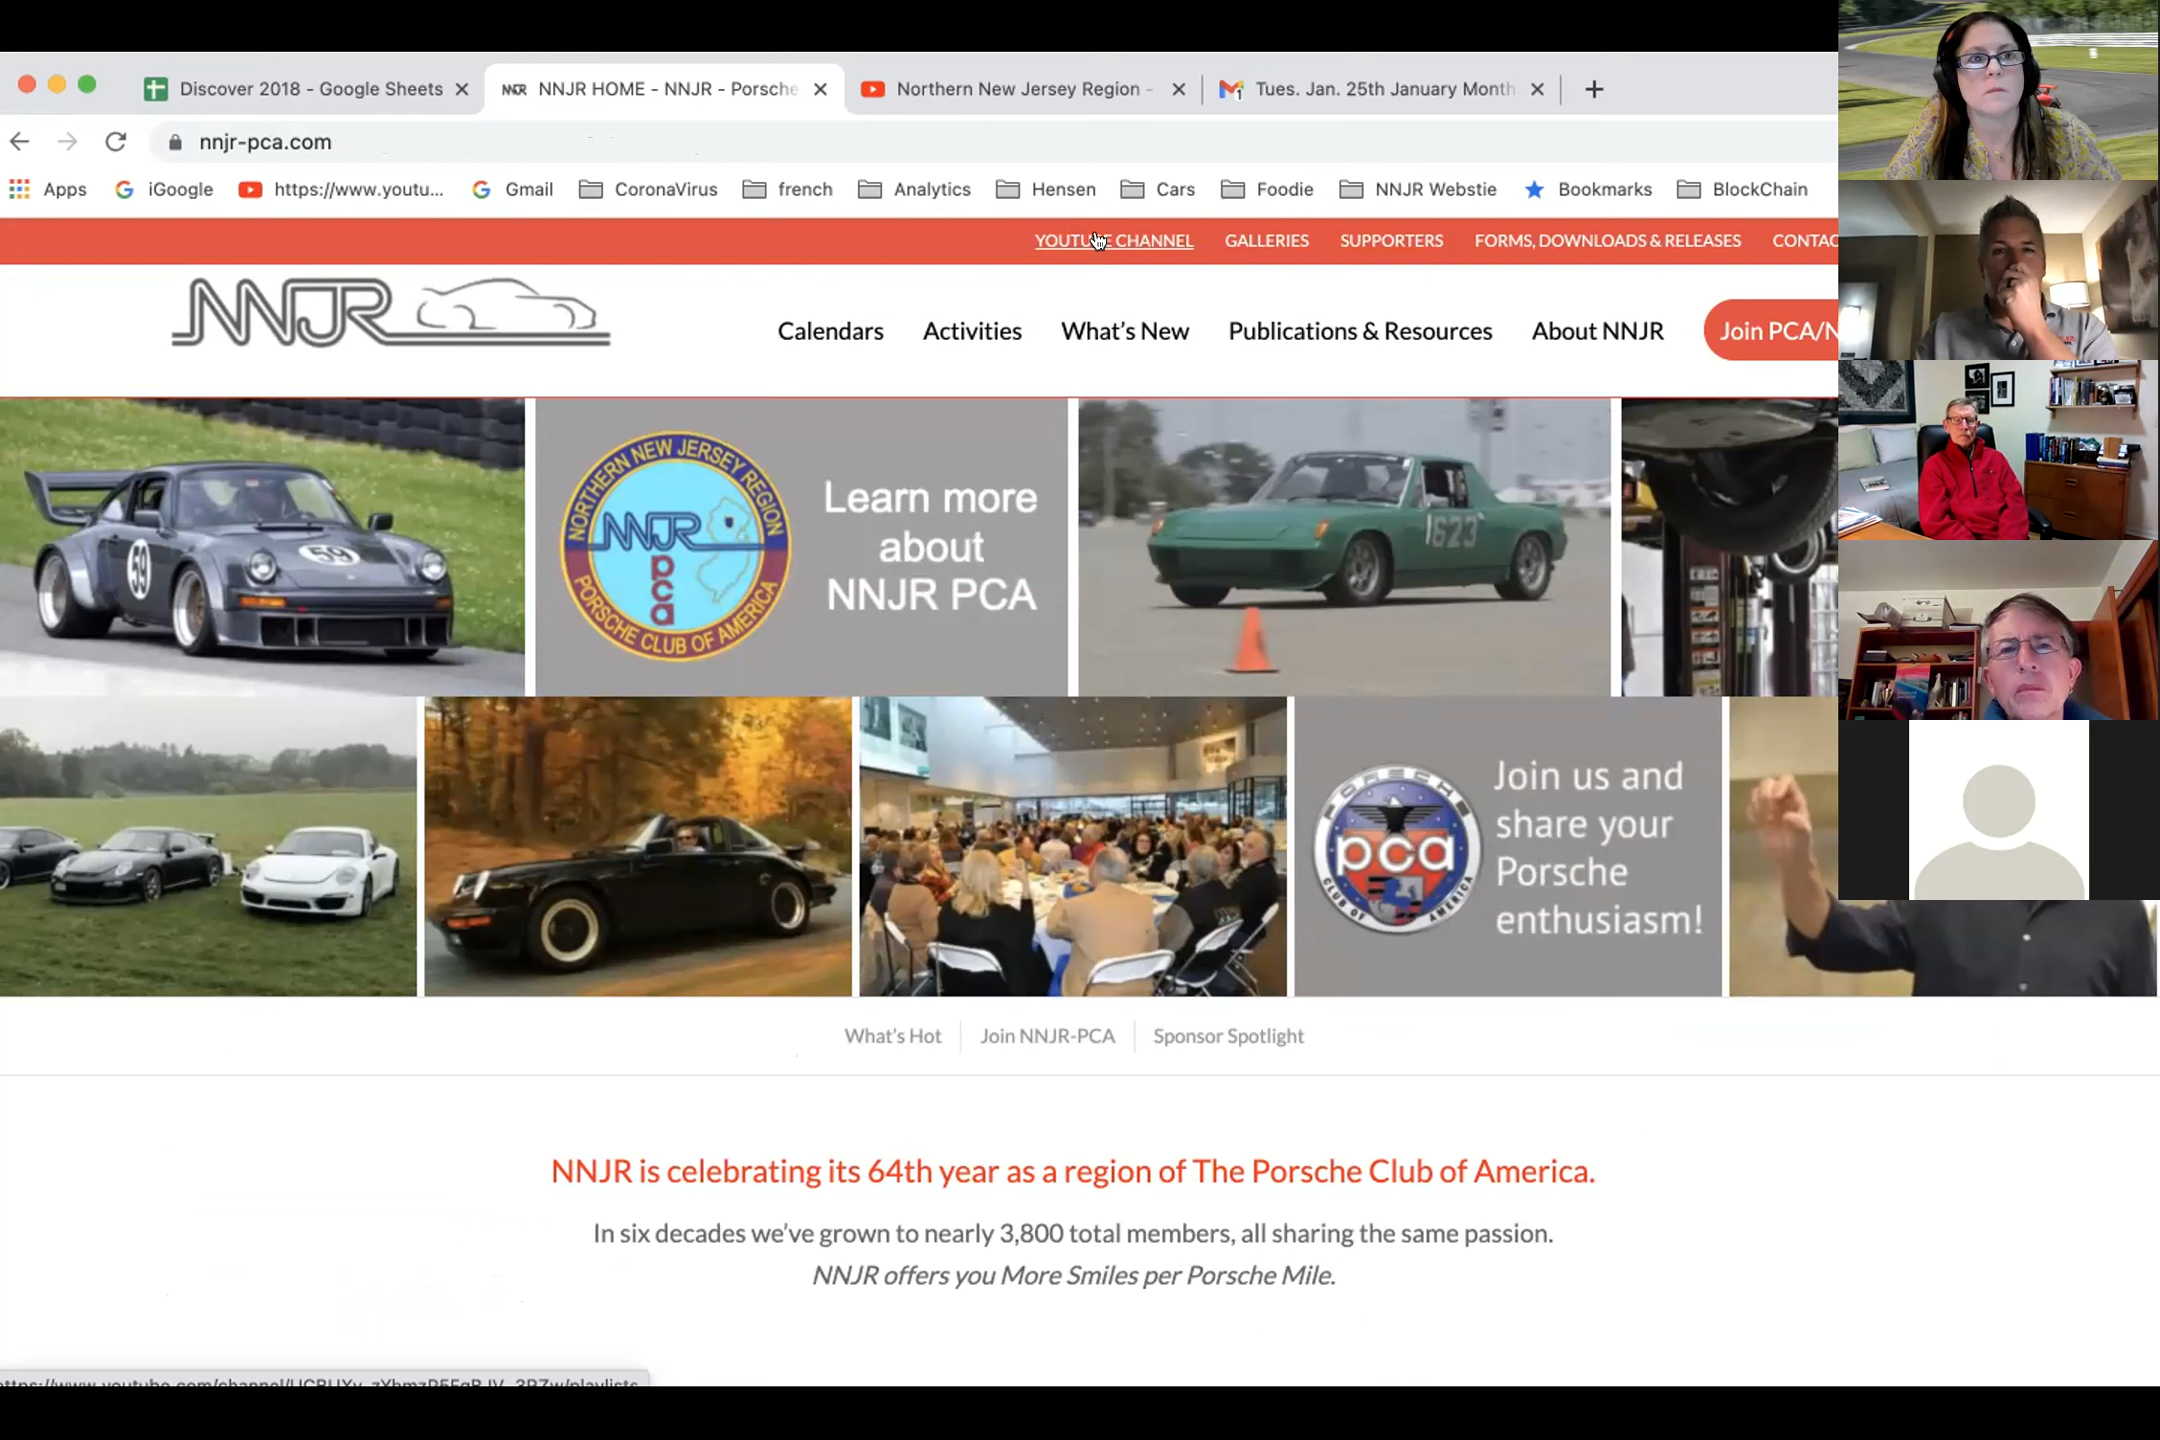 Discover 2018 - Google Sheets
NNJR HOME - NNJR - Porsche
Northern New Jersey Region -
Tues. Jan. 25th January Month
nnjr-pca.com
Apps iGoogle https://www.youtu... Gmail CoronaVirus french Analytics Hensen Cars Foodie NNJR Webstie Bookmarks BlockChain
YOUTUBE CHANNEL GALLERIES SUPPORTERS FORMS, DOWNLOADS & RELEASES CONTAC
NNJR
Calendars Activities What's New Publications & Resources About NNJR Join PCA/N
59
59
NORTHERN NEW JERSEY REGION
NNJR
pca
PORSCHE CLUB OF AMERICA
Learn more
about
NNJR PCA
1623
PORSCHE
pca
CLUB OF AMERICA
Join us and
share your
Porsche
enthusiasm!
What's Hot Join NNJR-PCA Sponsor Spotlight
NNJR is celebrating its 64th year as a region of The Porsche Club of America.
In six decades we've grown to nearly 3,800 total members, all sharing the same passion.
NNJR offers you More Smiles per Porsche Mile.